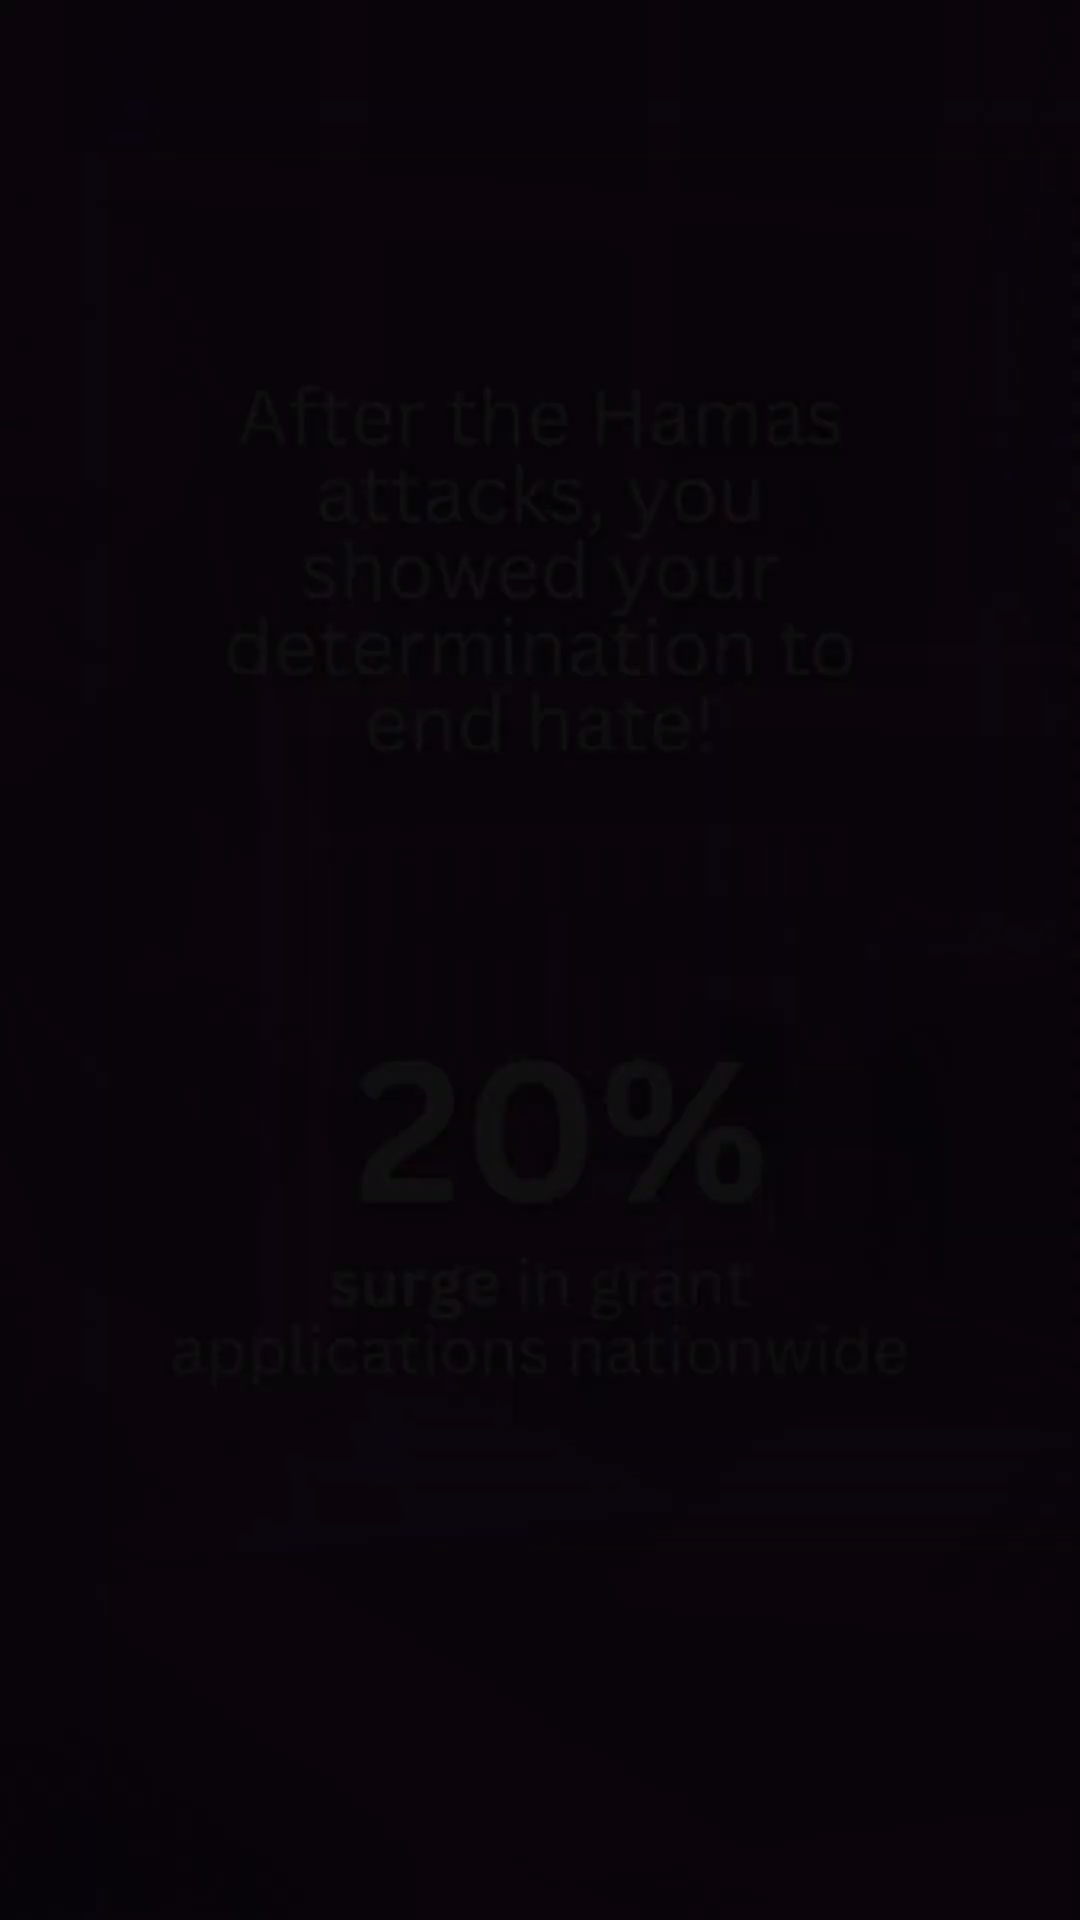 After the Hamas
attacks, you
showed your
determination to
end hate!
20%
surge in grant
applications nationwide